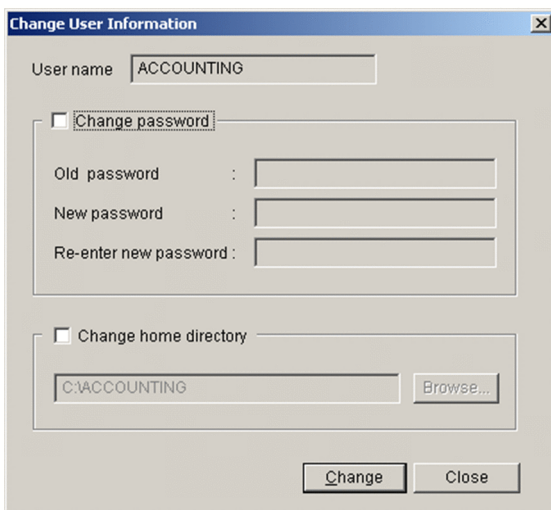 Change User Information
User name ACCOUNTING
Change password
Old password :
New password :
Re-enter new password :
Change home directory
C:\ACCOUNTING Browse...
Change Close